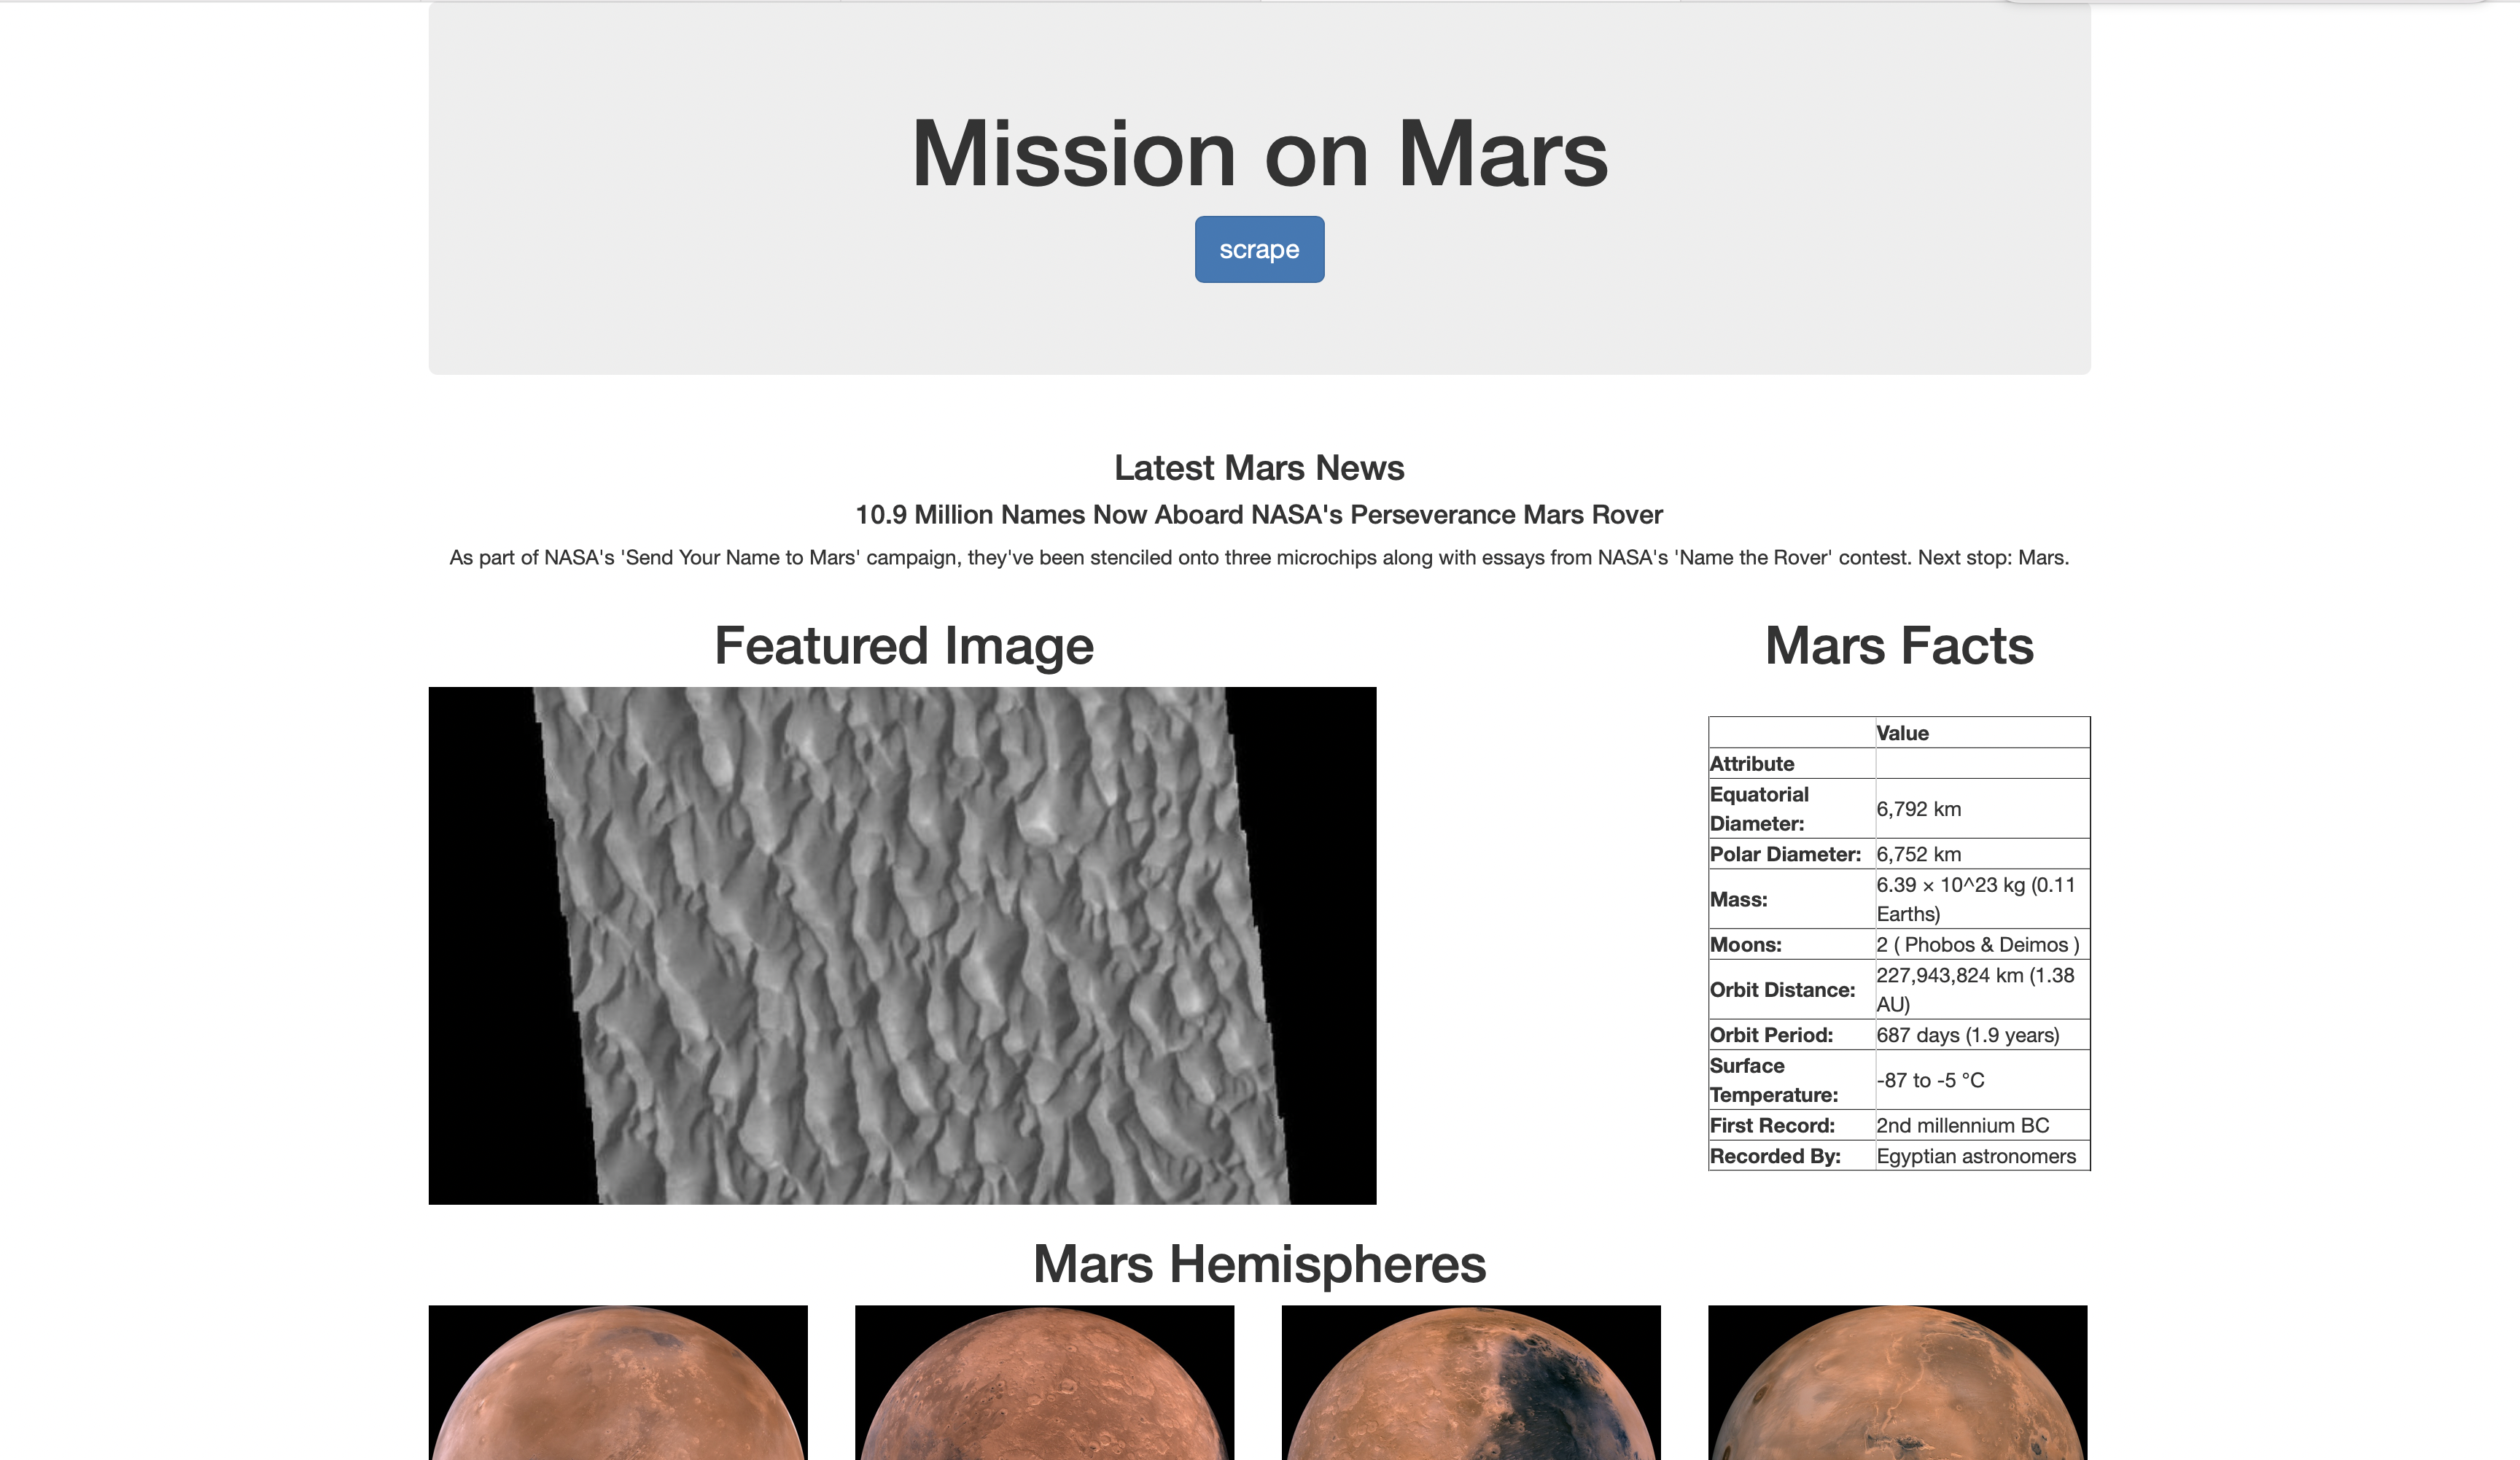 Mission on Mars
scrape
Latest Mars News
10.9 Million Names Now Aboard NASA's Perseverance Mars Rover
As part of NASA's 'Send Your Name to Mars' campaign, they've been stenciled onto three microchips along with essays from NASA's 'Name the Rover' contest. Next stop: Mars.
Featured Image
Mars Facts
Value
Attribute
Equatorial
Diameter:
6,792 km
Polar Diameter: 6,752 km
Mass:
6.39 × 10^23 kg (0.11
Earths)
Moons: 2 ( Phobos & Deimos )
Orbit Distance:
227,943,824 km (1.38
AU)
Orbit Period: 687 days (1.9 years)
Surface
Temperature:
-87 to -5 °C
First Record: 2nd millennium BC
Recorded By: Egyptian astronomers
Mars Hemispheres